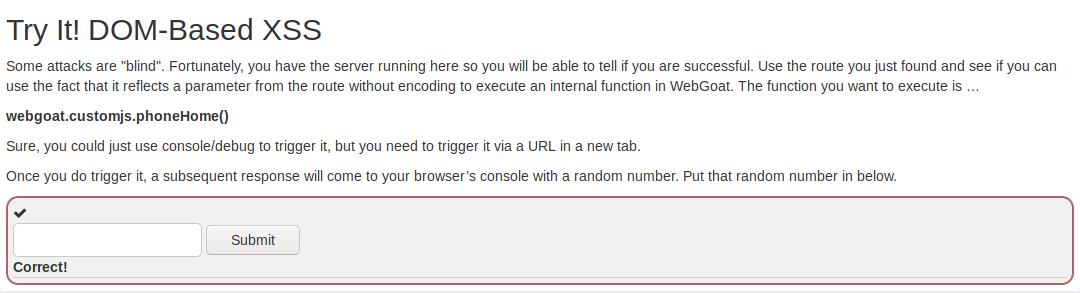 Try It! DOM-Based XSS
Some attacks are "blind". Fortunately, you have the server running here so you will be able to tell if you are successful. Use the route you just found and see if you can
use the fact that it reflects a parameter from the route without encoding to execute an internal function in WebGoat. The function you want to execute is …
webgoat.customjs.phoneHome()
Sure, you could just use console/debug to trigger it, but you need to trigger it via a URL in a new tab.
Once you do trigger it, a subsequent response will come to your browser’s console with a random number. Put that random number in below.
Submit
Correct!